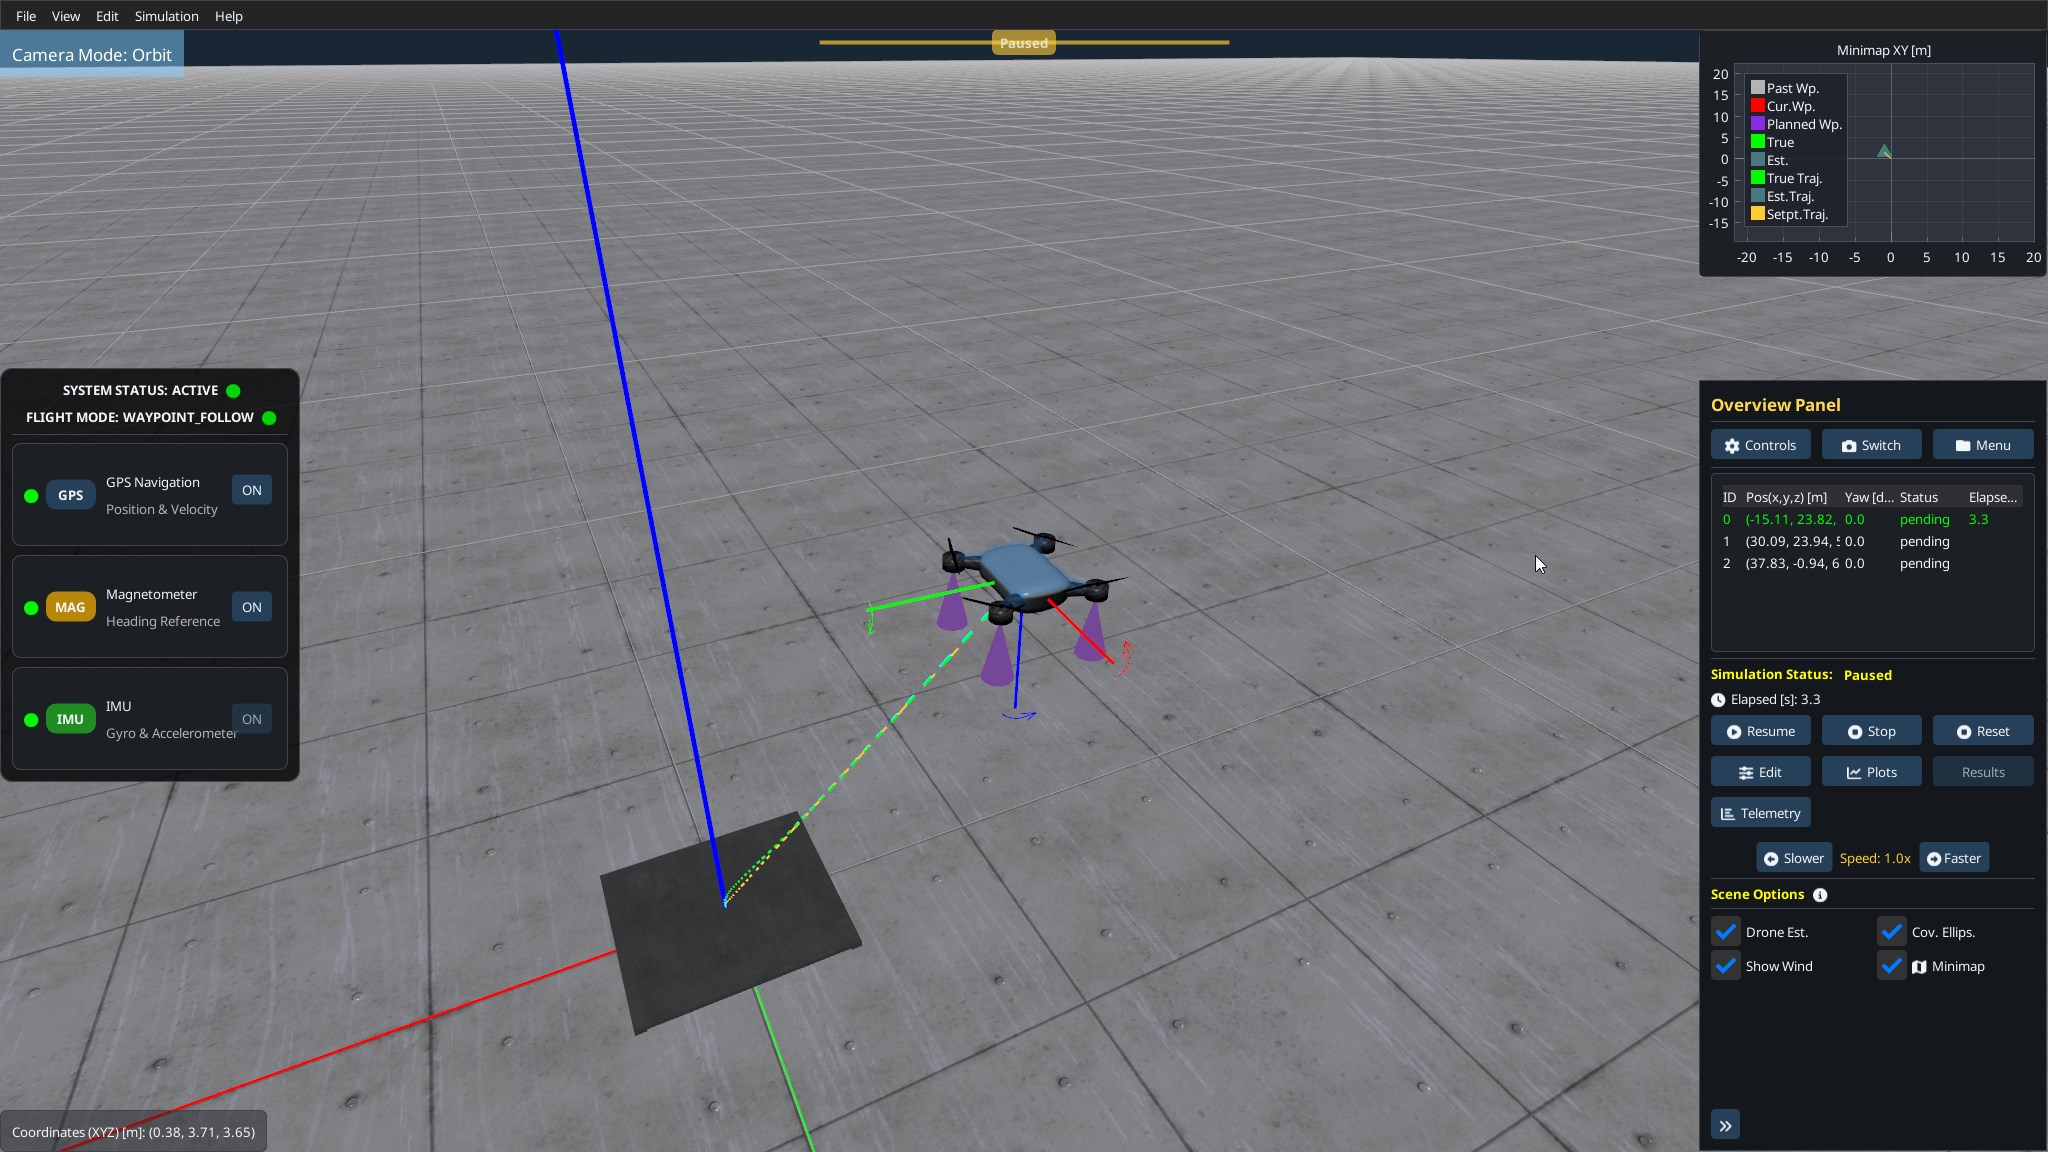 File View Edit Simulation Help
Camera Mode: Orbit
Paused
Minimap XY [m]
20
15
10
5
0
-5
-10
-15
Past Wp.
Cur.Wp.
Planned Wp.
True
Est.
True Traj.
Est.Traj.
Setpt.Traj.
-20 -15 -10 -5 0 5 10 15 20
SYSTEM STATUS: ACTIVE
FLIGHT MODE: WAYPOINT_FOLLOW
GPS
GPS Navigation
Position & Velocity
ON
MAG
Magnetometer
Heading Reference
ON
IMU
IMU
Gyro & Accelerometer
ON
Overview Panel
Controls Switch Menu
ID Pos(x,y,z) [m] Yaw [d... Status Elapse...
0 (-15.11, 23.82, 0.0 pending 3.3
1 (30.09, 23.94, 0.0 pending
2 (37.83, -0.94, 6 0.0 pending
Simulation Status: Paused
Elapsed [s]: 3.3
Resume Stop Reset
Edit Plots Results
Telemetry
Slower Speed: 1.0x Faster
Scene Options
Drone Est. Cov. Ellips.
Show Wind Minimap
Coordinates (XYZ) [m]: (0.38, 3.71, 3.65)